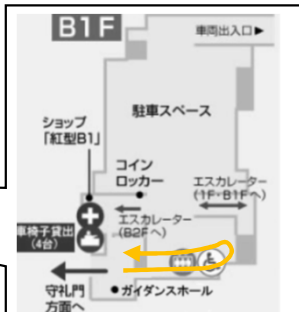 B1F
車両出入口▶
駐車スペース
ショップ
「紅型B1」
コイン
ロッカー
エスカレーター
(1F・B1Fへ)
エスカレーター
(B2Fへ)
車椅子貸出
(4台)
守礼門
方面へ
●ガイダンスホール